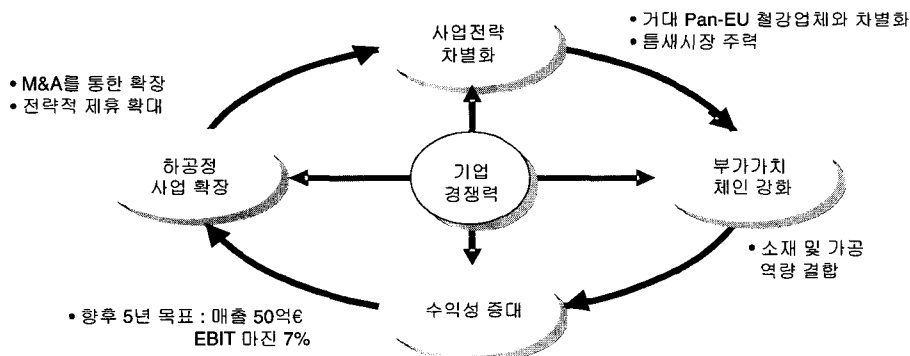 사업전략
차별화
• 거대 Pan-EU 철강업체와 차별화
• 틈새시장 주력
• M&A를 통한 확장
• 전략적 제휴 확대
하공정
사업 확장
기업
경쟁력
부가가치
체인 강화
• 소재 및 가공
역량 결합
수익성 증대
• 향후 5년 목표 : 매출 50억€
EBIT 마진 7%